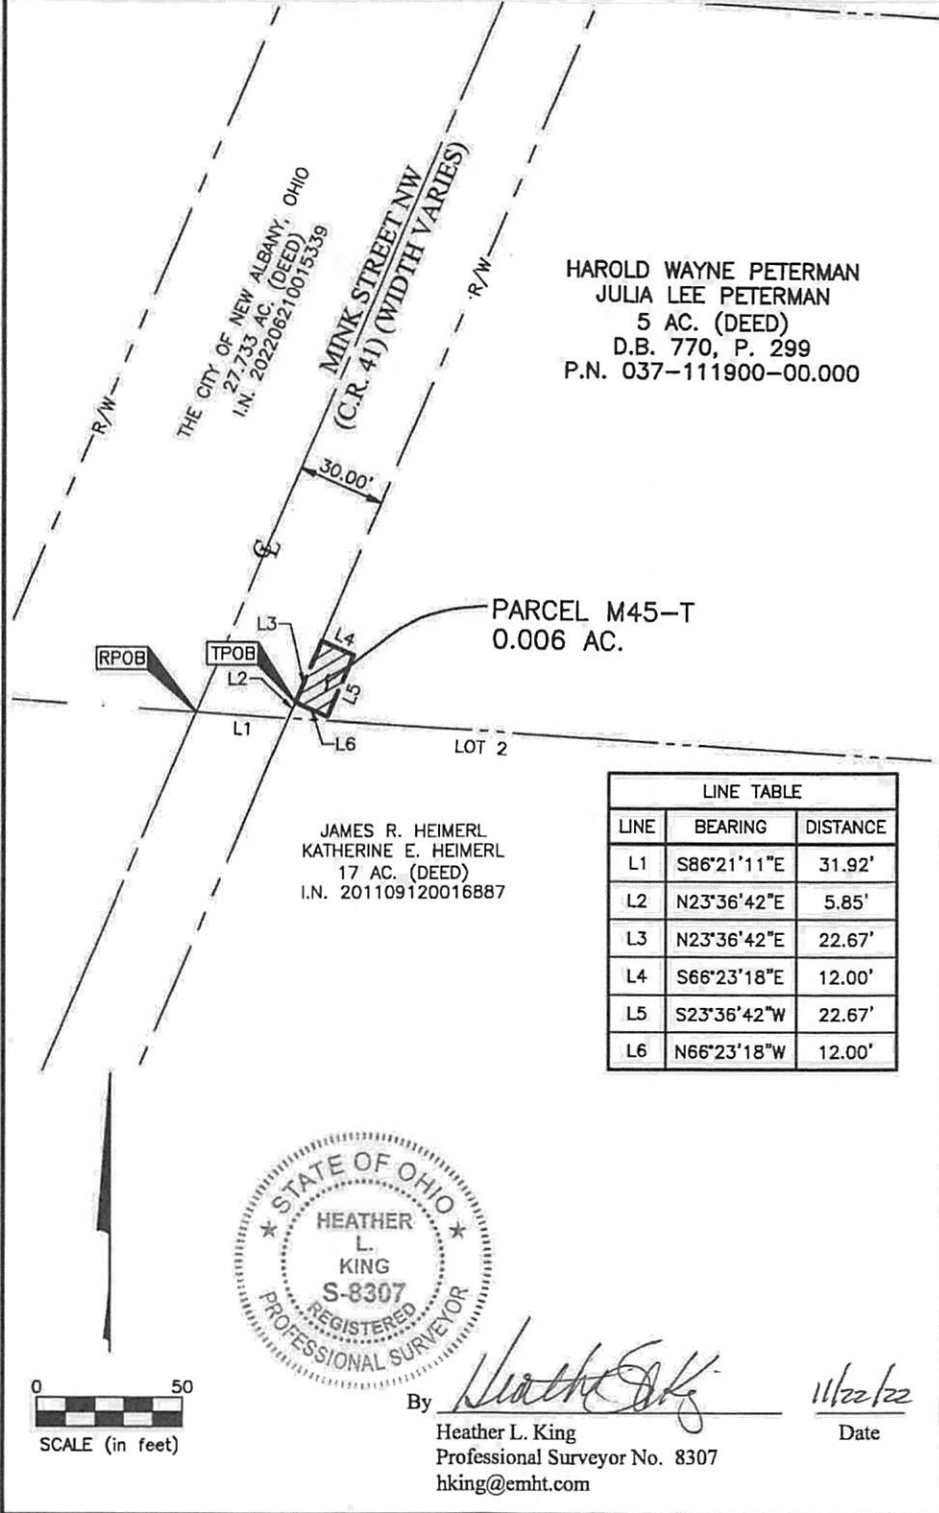 THE CITY OF NEW ALBANY, OHIO
27.733 AC. (DEED)
I.N. 202206210015339
MINK STREET NW
(C.R. 41) (WIDTH VARIES)
R/W
R/W
HAROLD WAYNE PETERMAN
JULIA LEE PETERMAN
5 AC. (DEED)
D.B. 770, P. 299
P.N. 037-111900-00.000
30.00'
CL
PARCEL M45-T
0.006 AC.
RPOB
TPOB
L3
L4
L2
L5
L1
L6
LOT 2
JAMES R. HEIMERL
KATHERINE E. HEIMERL
17 AC. (DEED)
I.N. 201109120016887
LINE TABLE
LINE BEARING DISTANCE
L1 S86°21'11"E 31.92'
L2 N23°36'42"E 5.85'
L3 N23°36'42"E 22.67'
L4 S66°23'18"E 12.00'
L5 S23°36'42"W 22.67'
L6 N66°23'18"W 12.00'
STATE OF OHIO
HEATHER
L.
KING
S-8307
REGISTERED
PROFESSIONAL SURVEYOR
0 50
SCALE (in feet)
By Heather L King 11/22/22
Heather L. King Date
Professional Surveyor No. 8307
hking@emht.com